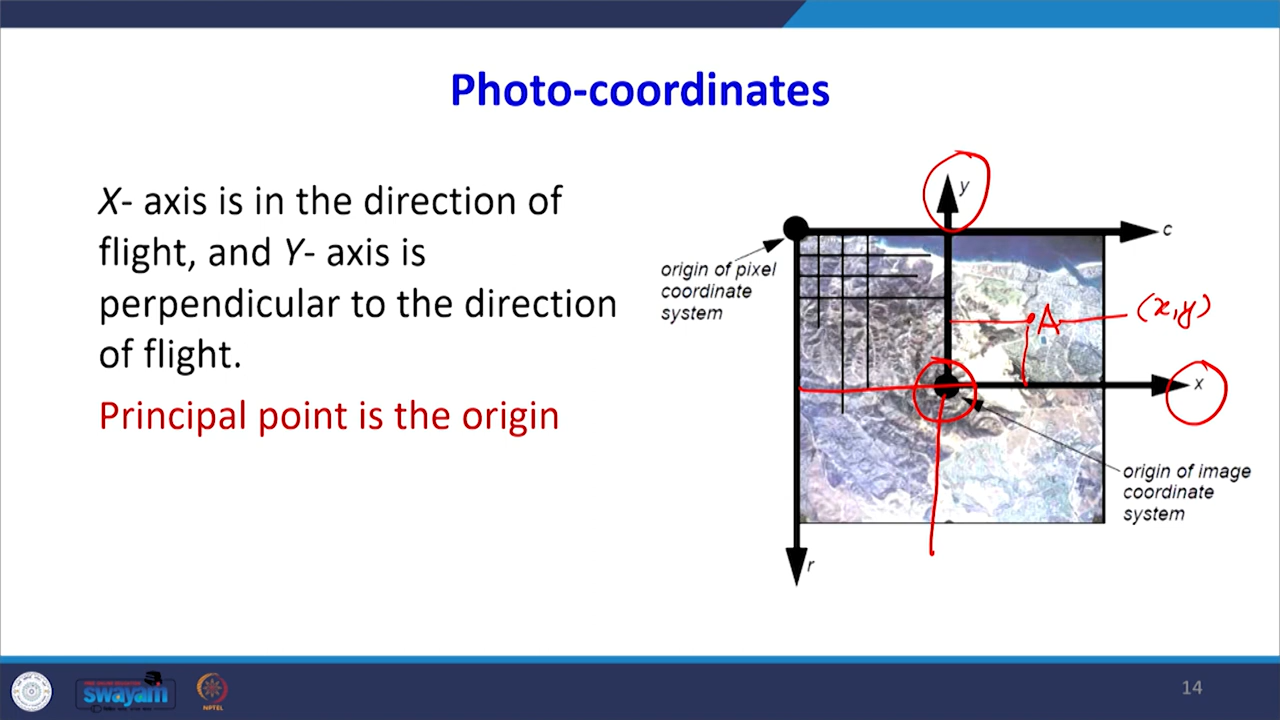 Photo-coordinates
X- axis is in the direction of
flight, and Y- axis is
perpendicular to the direction
of flight.
Principal point is the origin
y
c
origin of pixel
coordinate
system
A
(x,y)
x
origin of image
coordinate
system
r
swayam
NPTEL
14